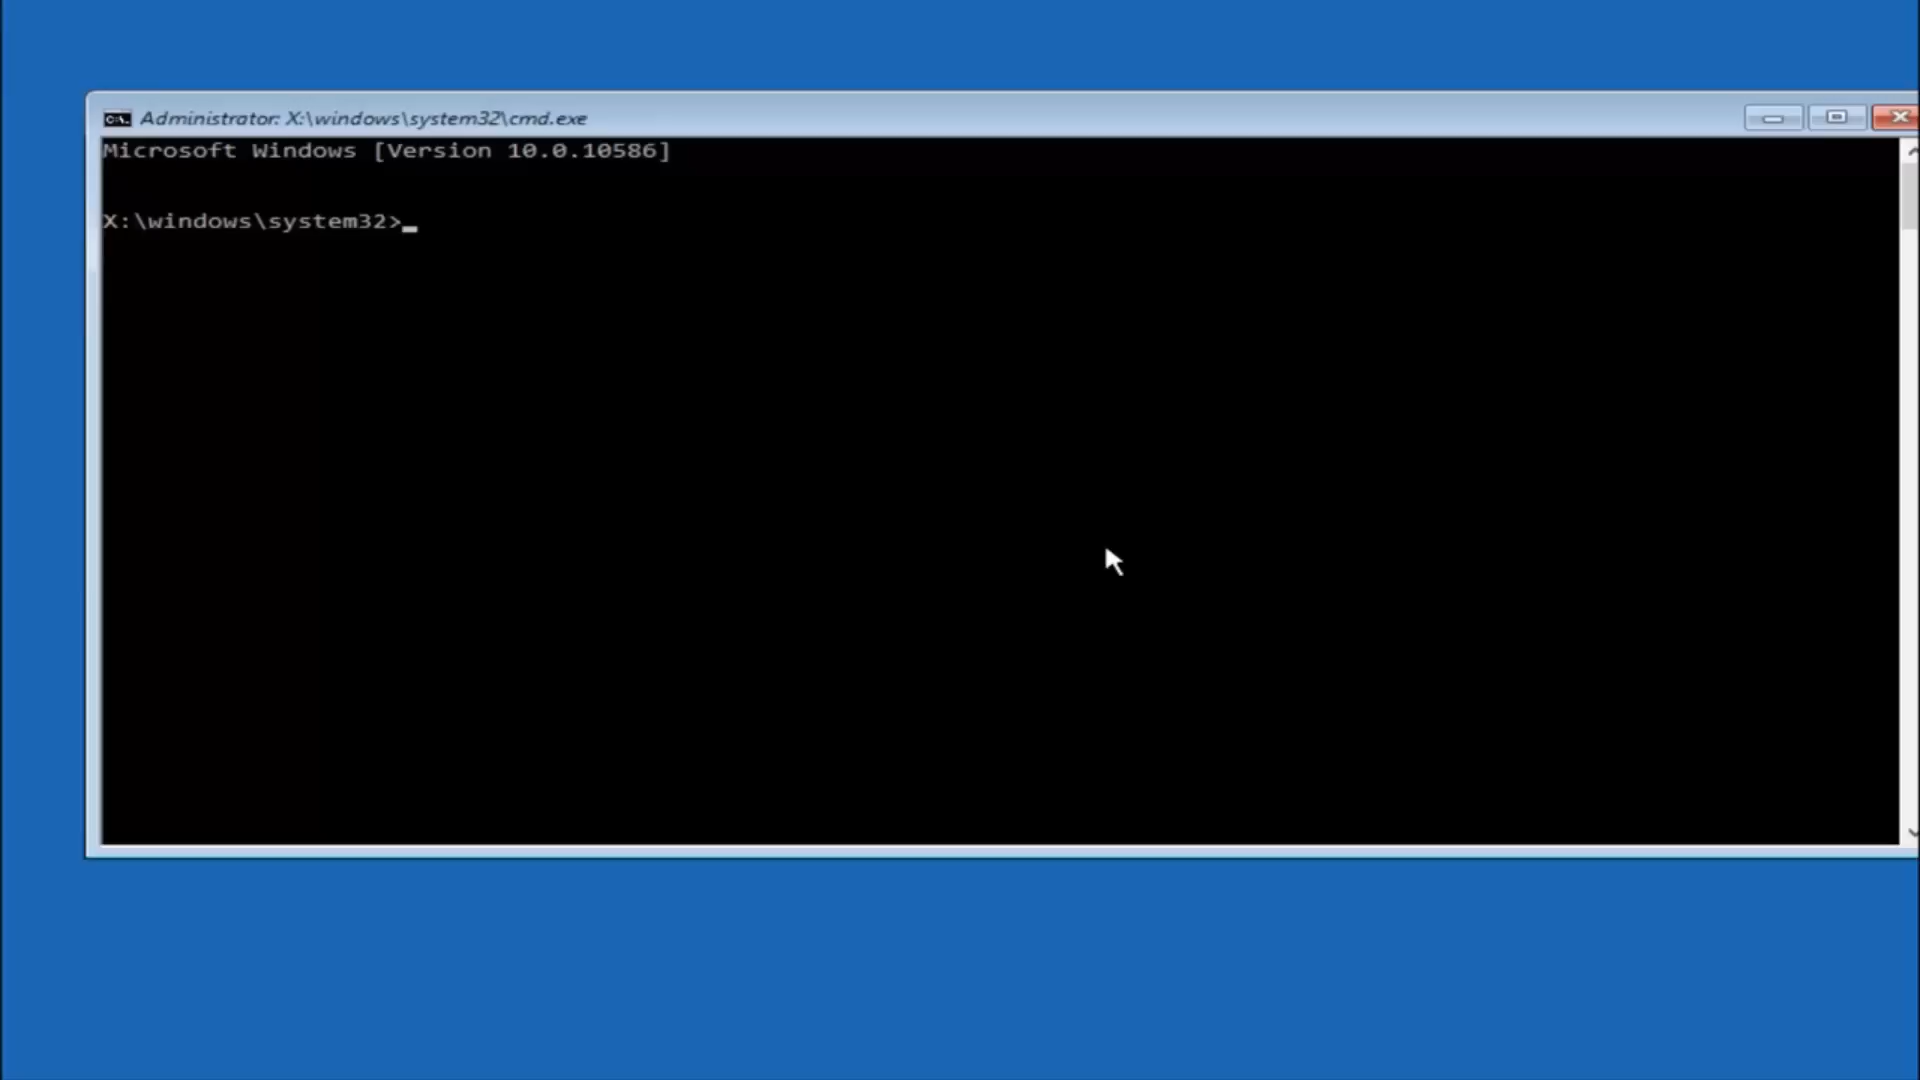 Administrator: X:\windows\system32\cmd.exe
Microsoft Windows [Version 10.0.10586]
X:\windows\system32>